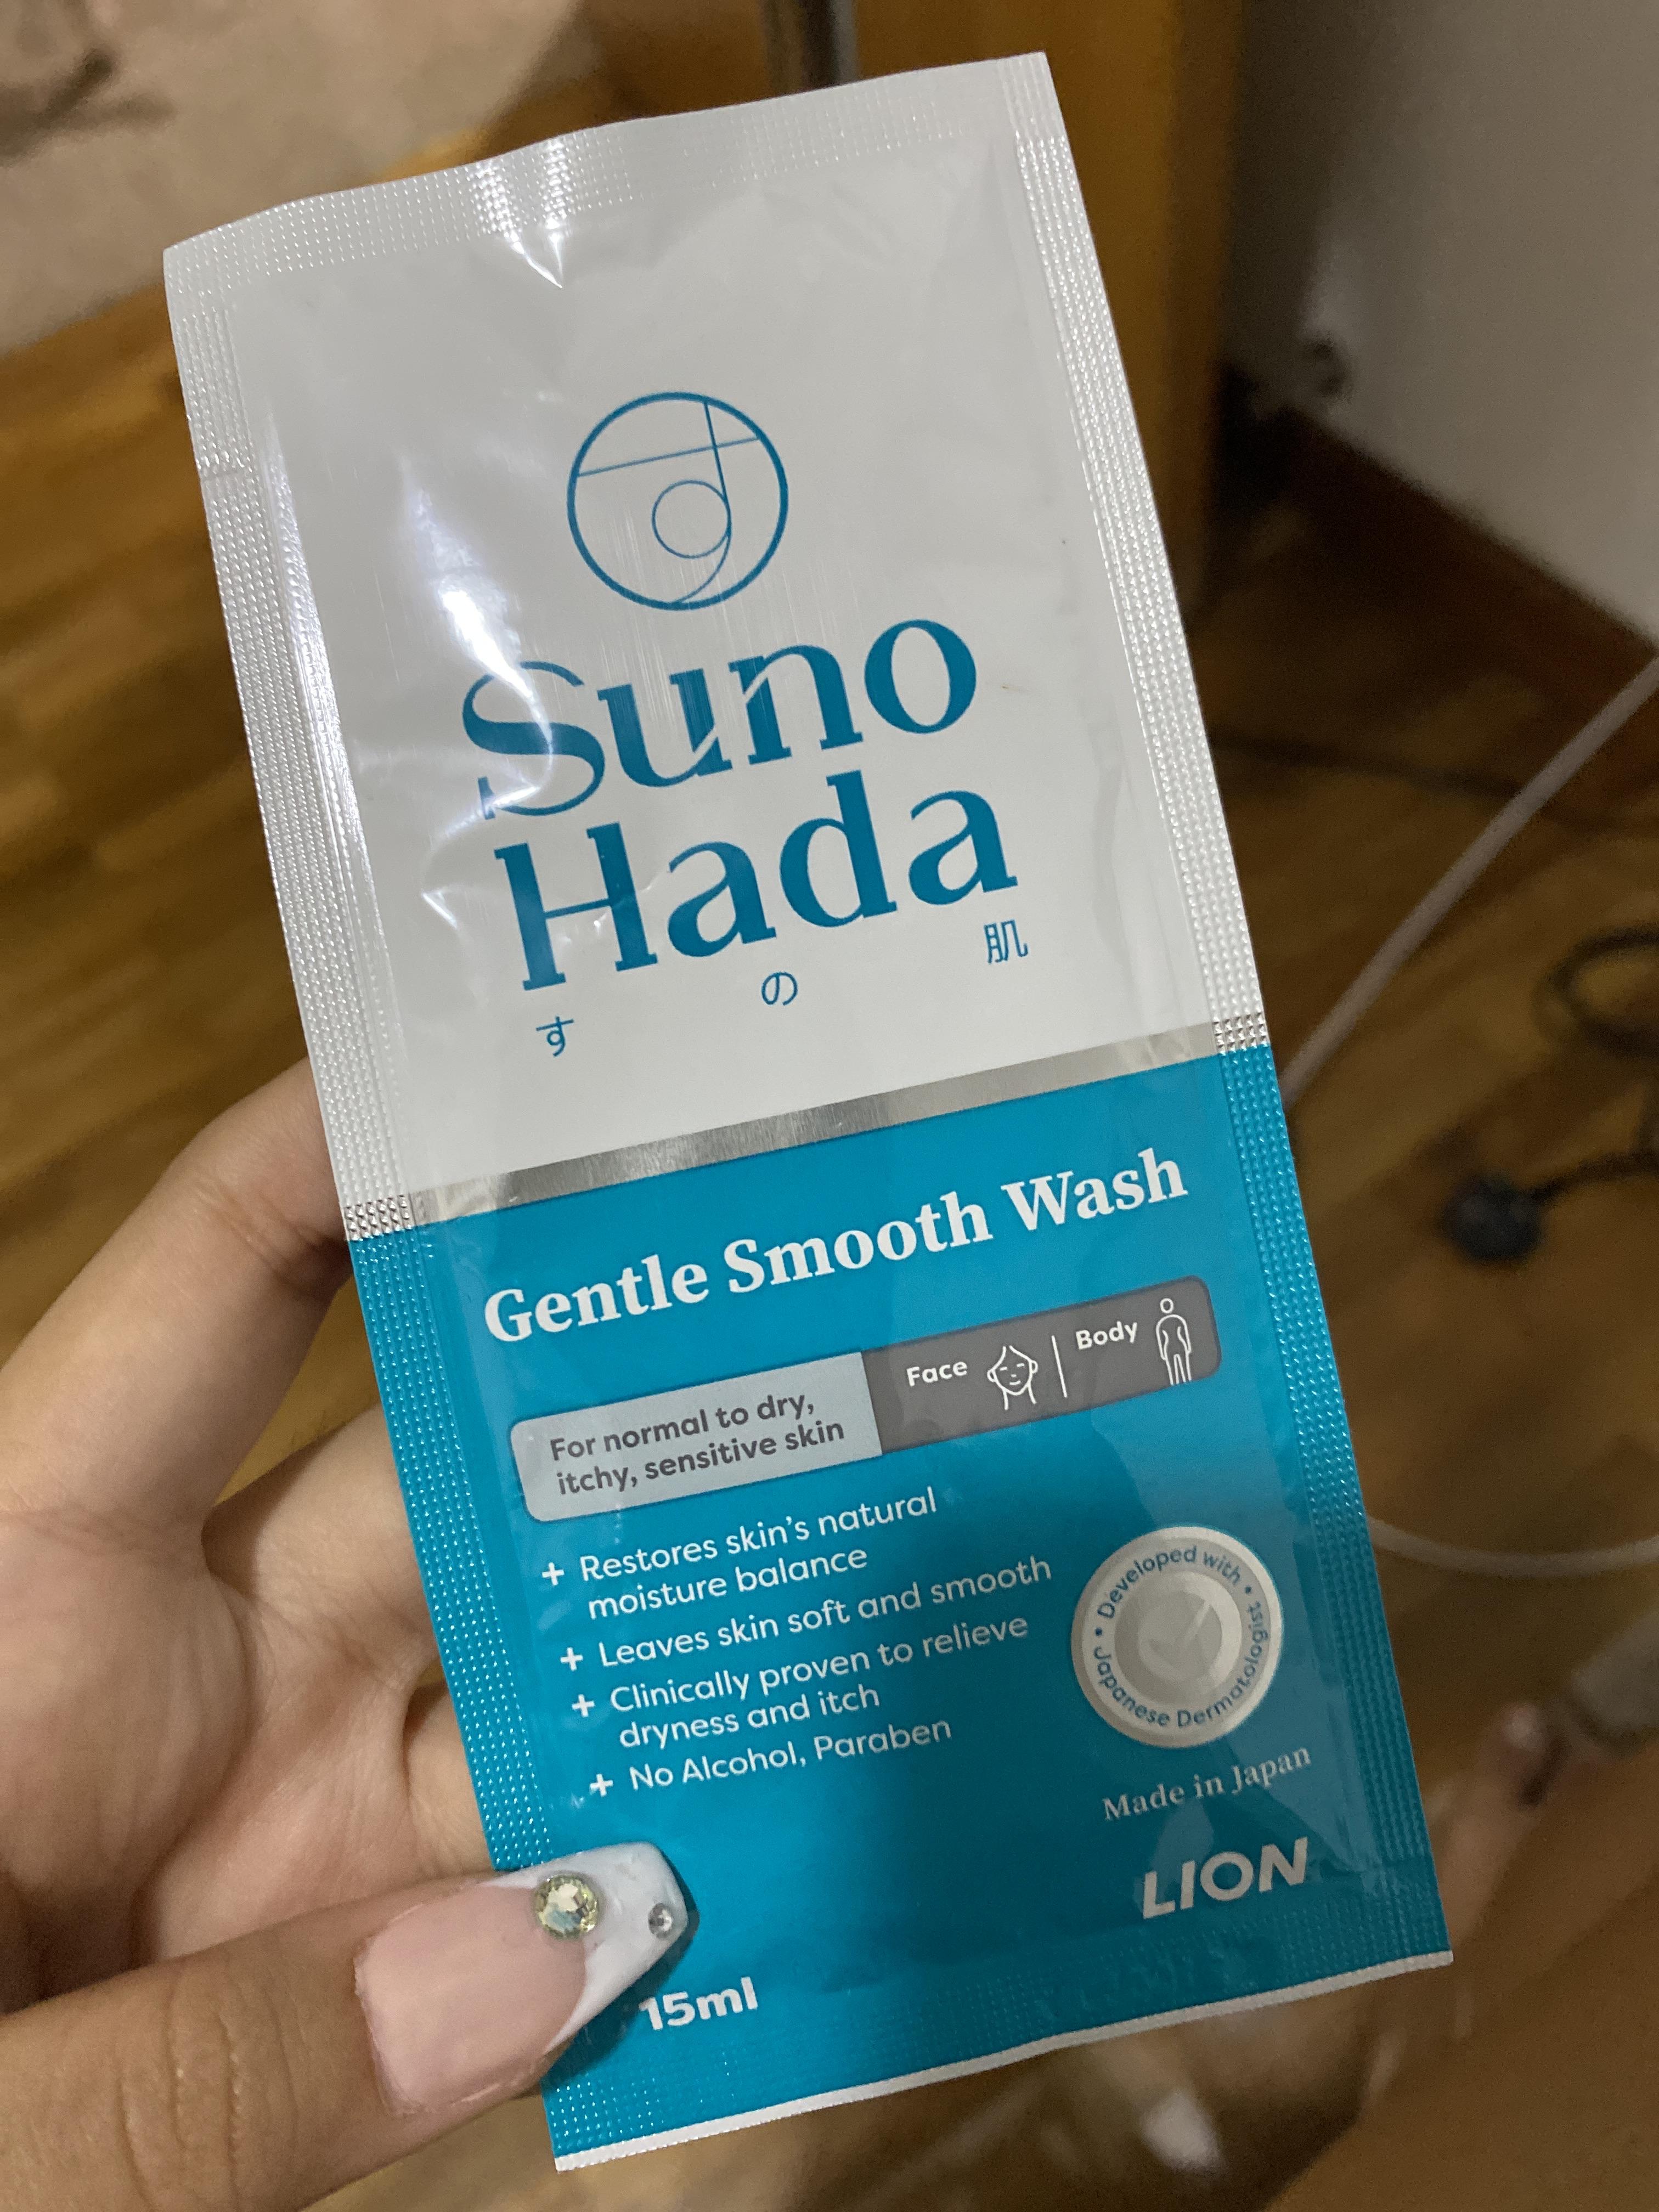 Suno
Hada
す の 肌
Gentle Smooth Wash
For normal to dry,
itchy, sensitive skin
Face
Body
+ Restores skin's natural
moisture balance
+ Leaves skin soft and smooth
+ Clinically proven to relieve
dryness and itch
+ No Alcohol, Paraben
• Developed with •
Japanese Dermatologist
Made in Japan
LION
15ml